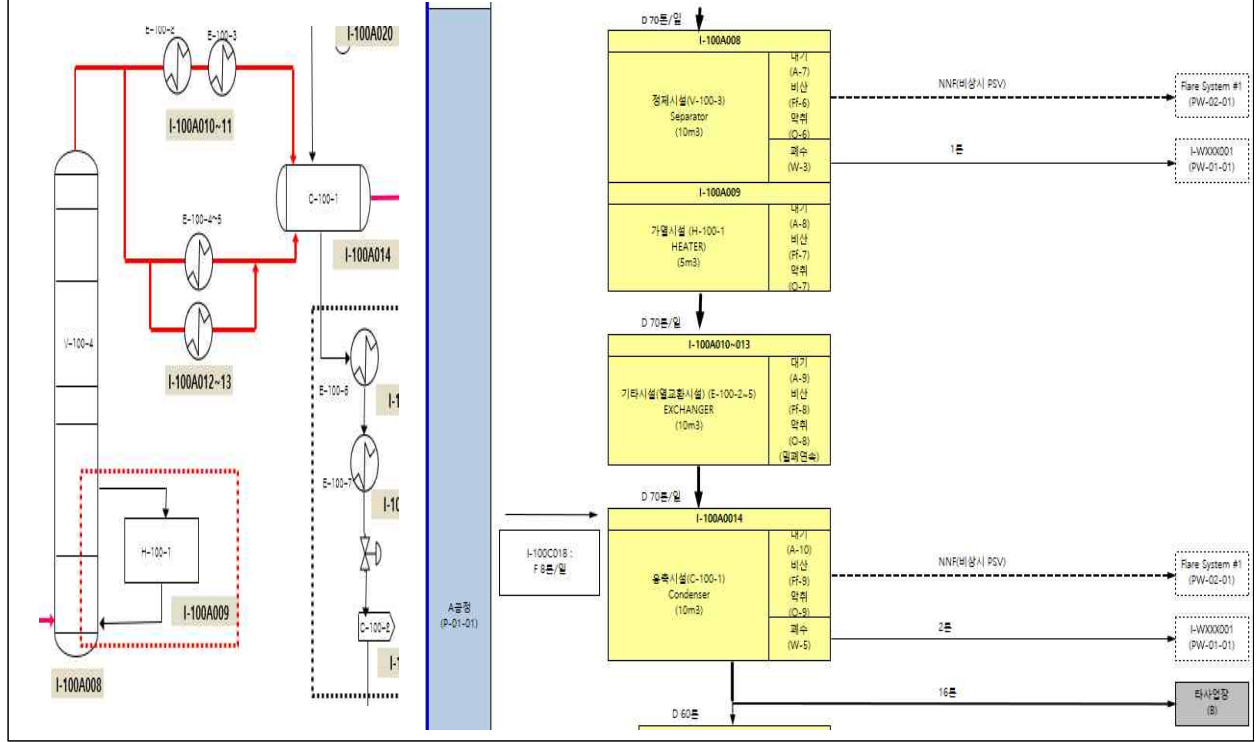 E-100-2
E-100-3
I-100A020
I-100A010~11
C-100-1
E-100-4~5
I-100A014
V-100-4
I-100A012~13
E-100-6
E-100-7
H-100-1
I-100A009
C-100-2
I-100A008
A공정
(P-01-01)
D 70톤/일
I-100A008
정제시설(V-100-3)
Separator
(10m3)
대기
(A-7)
비산
(Ff-6)
악취
(O-6)
폐수
(W-3)
NNF(비상시 PSV)
Flare System #1
(PW-02-01)
1톤
I-WXXX001
(PW-01-01)
I-100A009
가열시설 (H-100-1
HEATER)
(5m3)
대기
(A-8)
비산
(Ff-7)
악취
(O-7)
D 70톤/일
I-100A010~013
기타시설(열교환시설) (E-100-2~5)
EXCHANGER
(10m3)
대기
(A-9)
비산
(Ff-8)
악취
(O-8)
(밀폐연속)
D 70톤/일
I-100A0014
I-100C018 :
F 8톤/일
응축시설(C-100-1)
Condenser
(10m3)
대기
(A-10)
비산
(Ff-9)
악취
(O-9)
폐수
(W-5)
NNF(비상시 PSV)
Flare System #1
(PW-02-01)
2톤
I-WXXX001
(PW-01-01)
16톤
타사업장
(B)
D 60톤